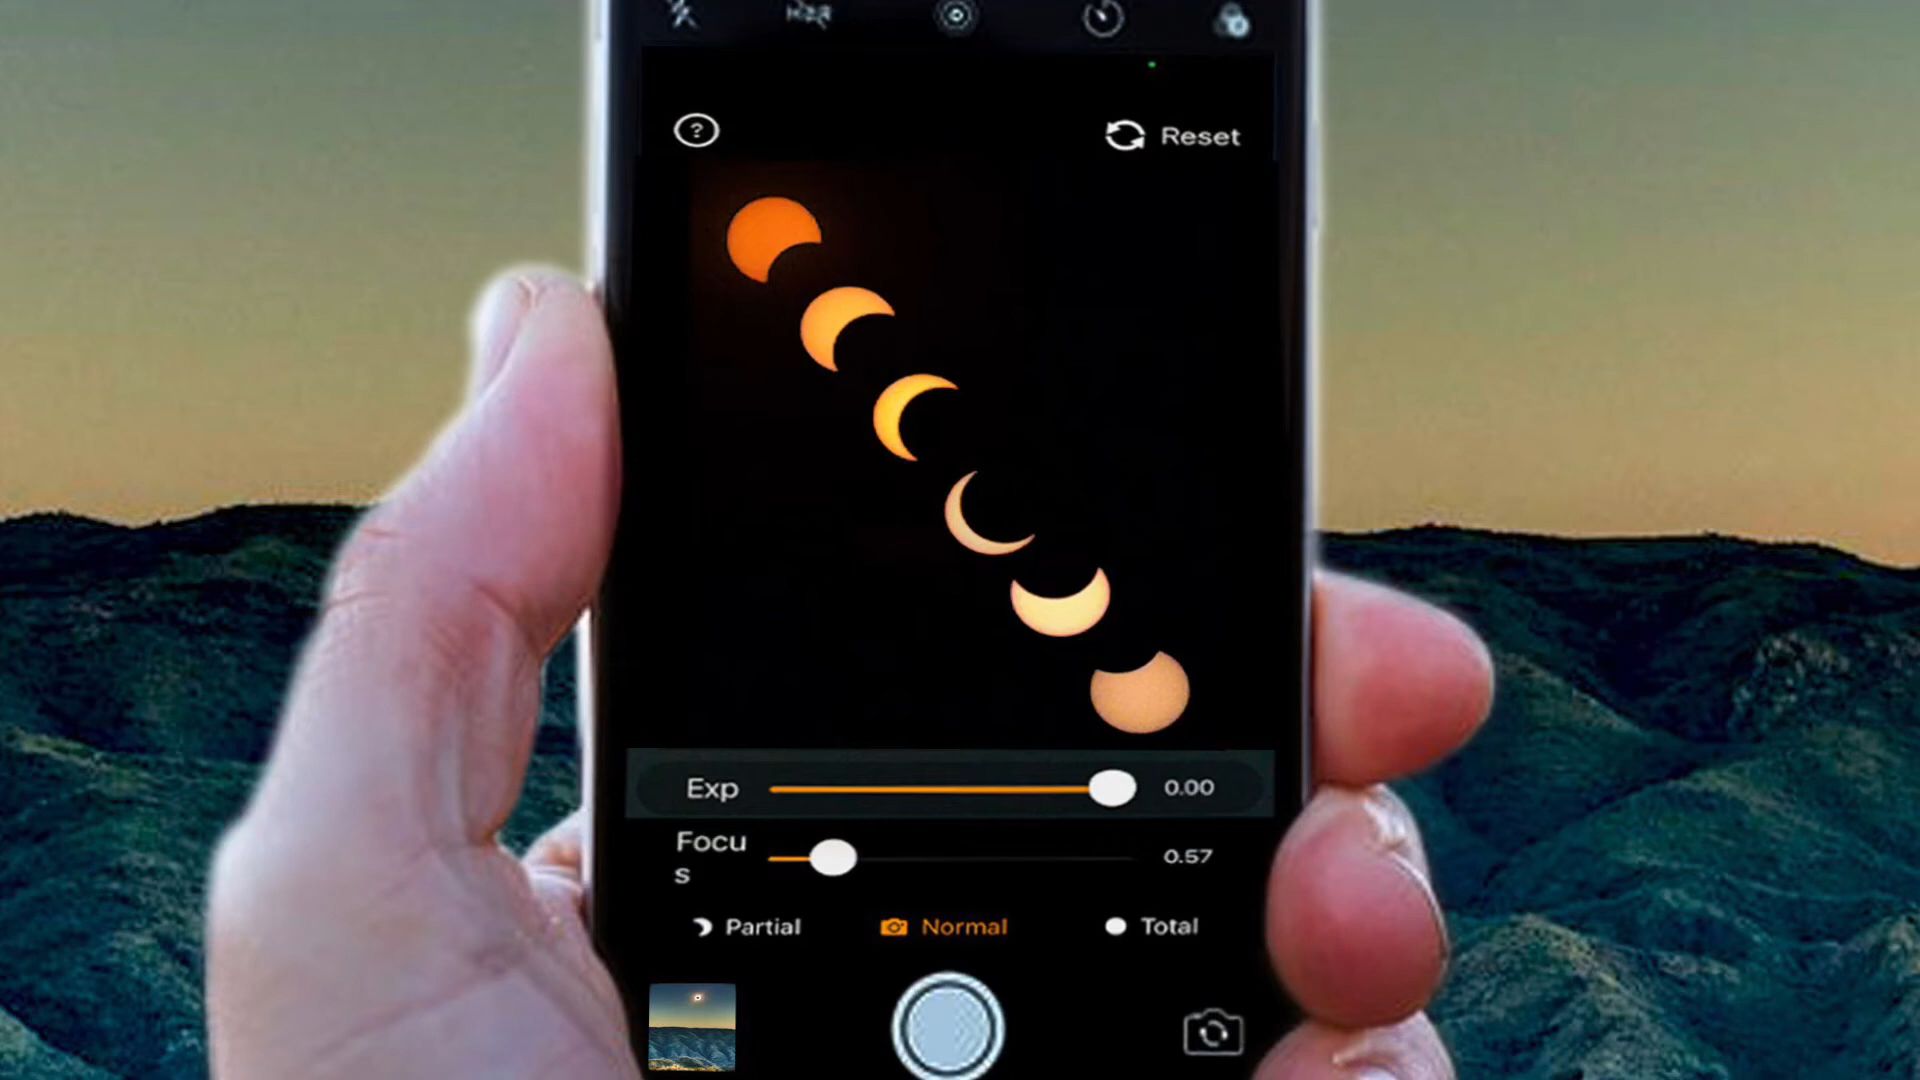 ?
Reset
Exp 0.00
Focu
s 0.57
Partial Normal Total